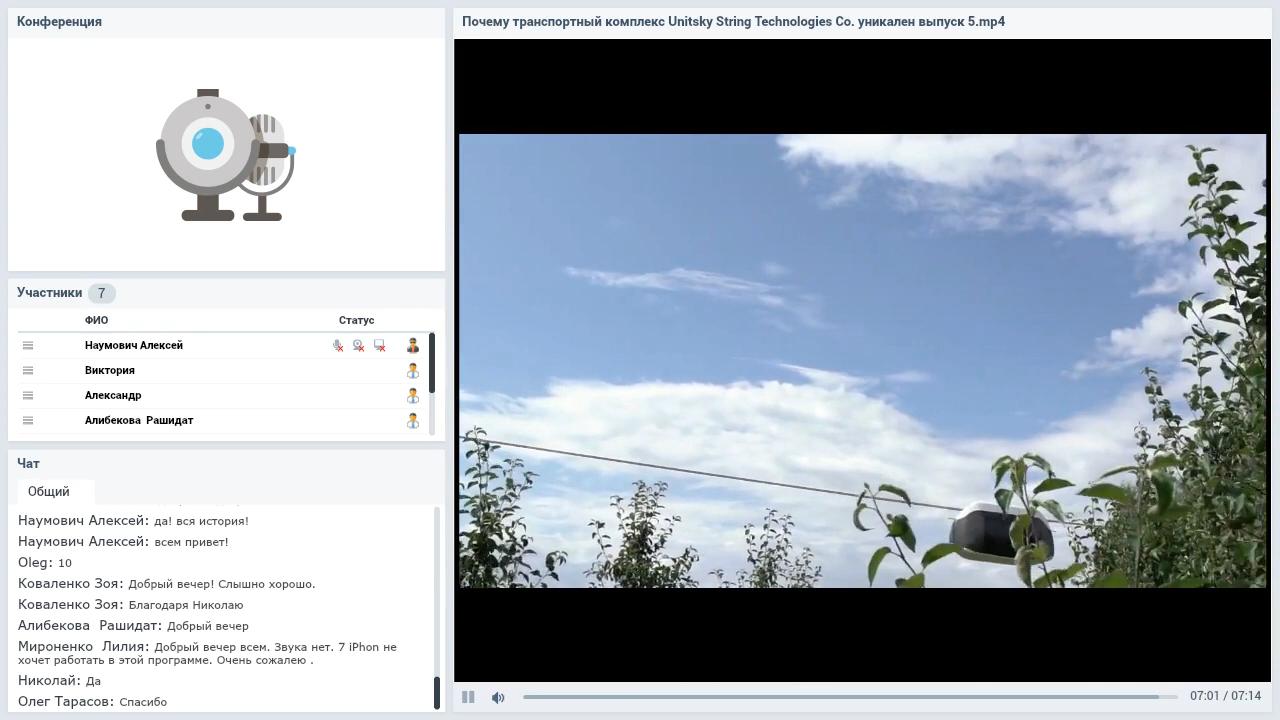 Конференция
Почему транспортный комплекс Unitsky String Technologies Co. уникален выпуск 5.mp4
Участники 7
ФИО Статус
Наумович Алексей
Виктория
Александр
Алибекова Рашидат
Чат
Общий
Наумович Алексей: да! вся история!
Наумович Алексей: всем привет!
Oleg: 10
Коваленко Зоя: Добрый вечер! Слышно хорошо.
Коваленко Зоя: Благодаря Николаю
Алибекова Рашидат: Добрый вечер
Мироненко Лилия: Добрый вечер всем. Звука нет. 7 iPhon не
хочет работать в этой программе. Очень сожалею .
Николай: Да
Олег Тарасов: Спасибо
07:01 / 07:14